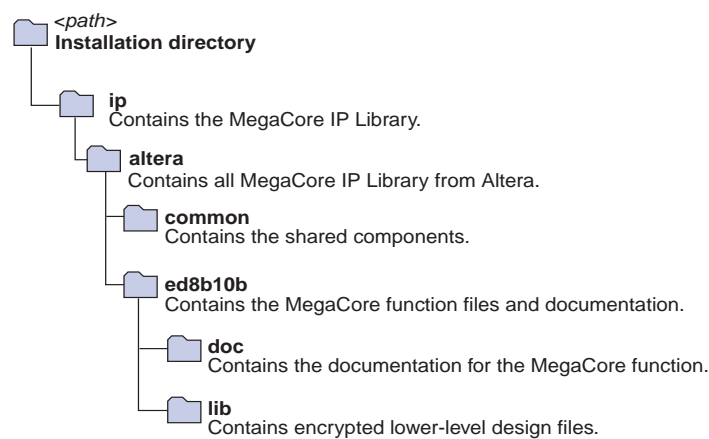 <path>
Installation directory
ip
Contains the MegaCore IP Library.
altera
Contains all MegaCore IP Library from Altera.
common
Contains the shared components.
ed8b10b
Contains the MegaCore function files and documentation.
doc
Contains the documentation for the MegaCore function.
lib
Contains encrypted lower-level design files.